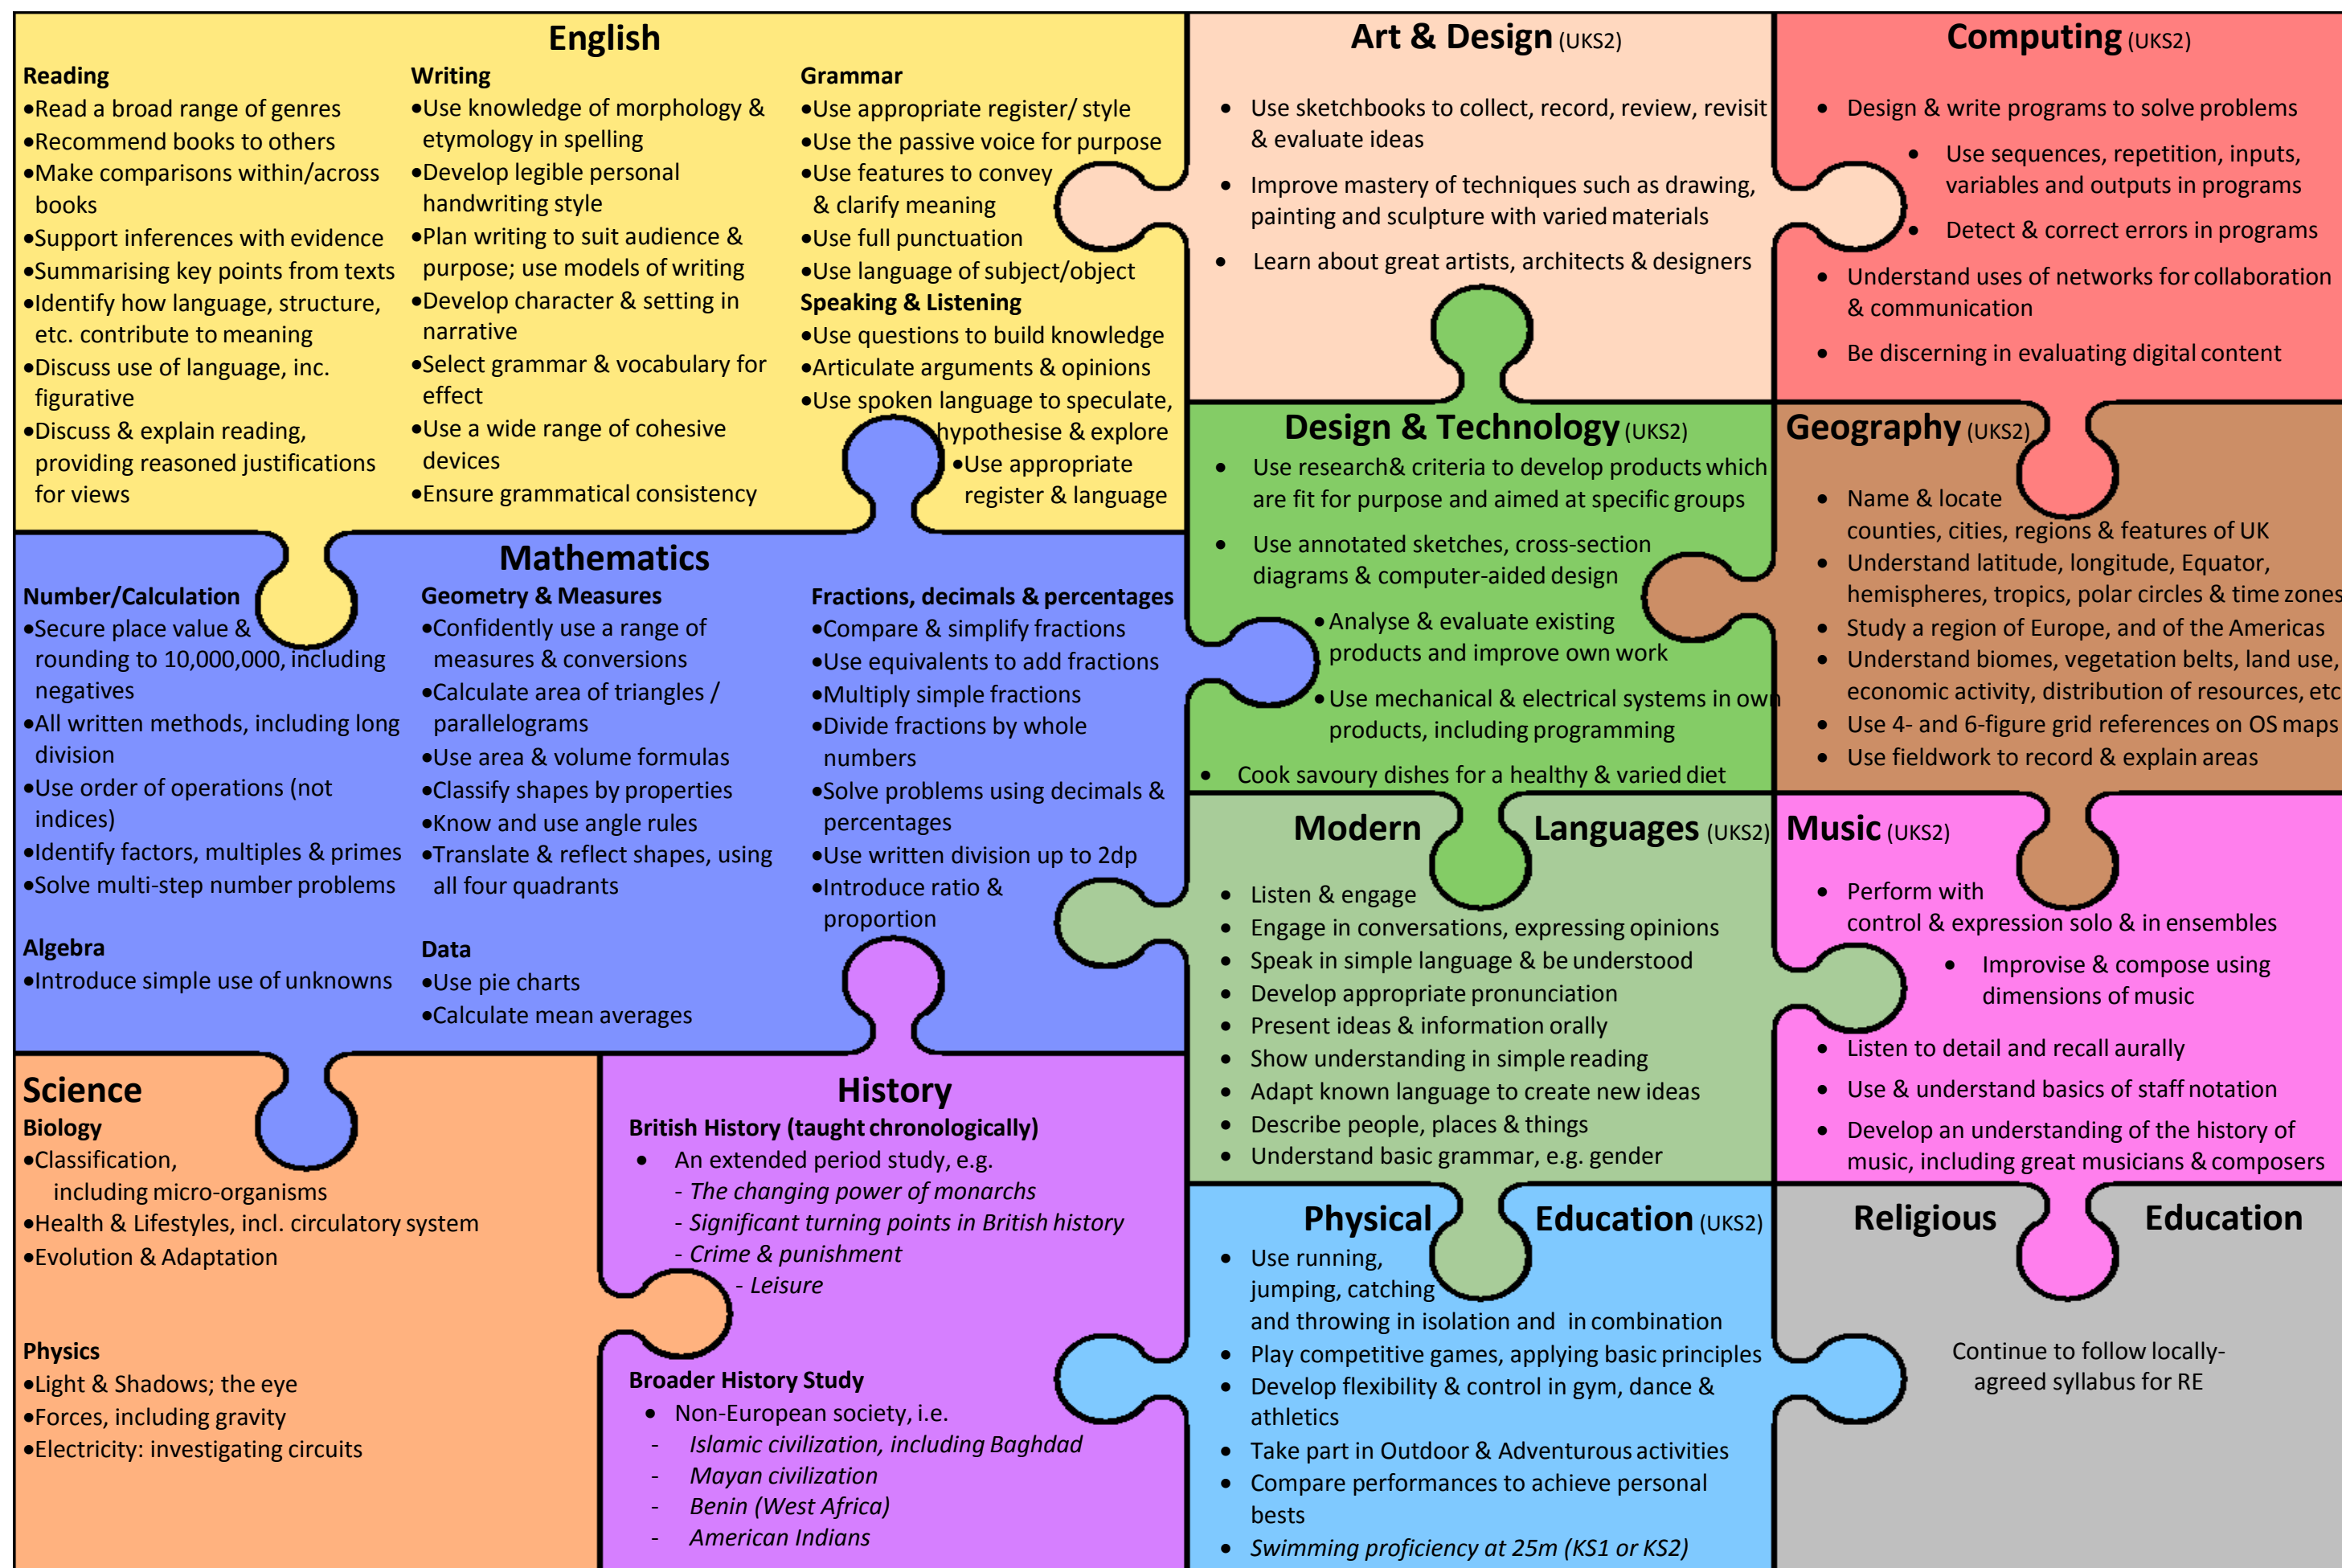 English
Reading
•Read a broad range of genres
•Recommend books to others
•Make comparisons within/across
books
•Support inferences with evidence
•Summarising key points from texts
•Identify how language, structure,
etc. contribute to meaning
•Discuss use of language, inc.
figurative
•Discuss & explain reading,
providing reasoned justifications
for views
Writing
•Use knowledge of morphology &
etymology in spelling
•Develop legible personal
handwriting style
•Plan writing to suit audience &
purpose; use models of writing
•Develop character & setting in
narrative
•Select grammar & vocabulary for
effect
•Use a wide range of cohesive
devices
•Ensure grammatical consistency
Grammar
•Use appropriate register/ style
•Use the passive voice for purpose
•Use features to convey
& clarify meaning
•Use full punctuation
•Use language of subject/object
Speaking & Listening
•Use questions to build knowledge
•Articulate arguments & opinions
•Use spoken language to speculate,
hypothesise & explore
•Use appropriate
register & language
Art & Design (UKS2)
• Use sketchbooks to collect, record, review, revisit
& evaluate ideas
• Improve mastery of techniques such as drawing,
painting and sculpture with varied materials
• Learn about great artists, architects & designers
Computing (UKS2)
• Design & write programs to solve problems
• Use sequences, repetition, inputs,
variables and outputs in programs
• Detect & correct errors in programs
• Understand uses of networks for collaboration
& communication
• Be discerning in evaluating digital content
Mathematics
Number/Calculation
•Secure place value &
rounding to 10,000,000, including
negatives
•All written methods, including long
division
•Use order of operations (not
indices)
•Identify factors, multiples & primes
•Solve multi-step number problems
Algebra
•Introduce simple use of unknowns
Geometry & Measures
•Confidently use a range of
measures & conversions
•Calculate area of triangles /
parallelograms
•Use area & volume formulas
•Classify shapes by properties
•Know and use angle rules
•Translate & reflect shapes, using
all four quadrants
Data
•Use pie charts
•Calculate mean averages
Fractions, decimals & percentages
•Compare & simplify fractions
•Use equivalents to add fractions
•Multiply simple fractions
•Divide fractions by whole
numbers
•Solve problems using decimals &
percentages
•Use written division up to 2dp
•Introduce ratio &
proportion
Design & Technology (UKS2)
• Use research& criteria to develop products which
are fit for purpose and aimed at specific groups
• Use annotated sketches, cross-section
diagrams & computer-aided design
• Analyse & evaluate existing
products and improve own work
• Use mechanical & electrical systems in own
products, including programming
• Cook savoury dishes for a healthy & varied diet
Geography (UKS2)
• Name & locate
counties, cities, regions & features of UK
• Understand latitude, longitude, Equator,
hemispheres, tropics, polar circles & time zones
• Study a region of Europe, and of the Americas
• Understand biomes, vegetation belts, land use,
economic activity, distribution of resources, etc
• Use 4- and 6-figure grid references on OS maps
• Use fieldwork to record & explain areas
Modern Languages (UKS2)
• Listen & engage
• Engage in conversations, expressing opinions
• Speak in simple language & be understood
• Develop appropriate pronunciation
• Present ideas & information orally
• Show understanding in simple reading
• Adapt known language to create new ideas
• Describe people, places & things
• Understand basic grammar, e.g. gender
Music (UKS2)
• Perform with
control & expression solo & in ensembles
• Improvise & compose using
dimensions of music
• Listen to detail and recall aurally
• Use & understand basics of staff notation
• Develop an understanding of the history of
music, including great musicians & composers
Science
Biology
•Classification,
including micro-organisms
•Health & Lifestyles, incl. circulatory system
•Evolution & Adaptation
Physics
•Light & Shadows; the eye
•Forces, including gravity
•Electricity: investigating circuits
History
British History (taught chronologically)
• An extended period study, e.g.
- The changing power of monarchs
- Significant turning points in British history
- Crime & punishment
- Leisure
Broader History Study
• Non-European society, i.e.
- Islamic civilization, including Baghdad
- Mayan civilization
- Benin (West Africa)
- American Indians
Physical Education (UKS2)
• Use running,
jumping, catching
and throwing in isolation and in combination
• Play competitive games, applying basic principles
• Develop flexibility & control in gym, dance &
athletics
• Take part in Outdoor & Adventurous activities
• Compare performances to achieve personal
bests
• Swimming proficiency at 25m (KS1 or KS2)
Religious Education
Continue to follow locally-
agreed syllabus for RE